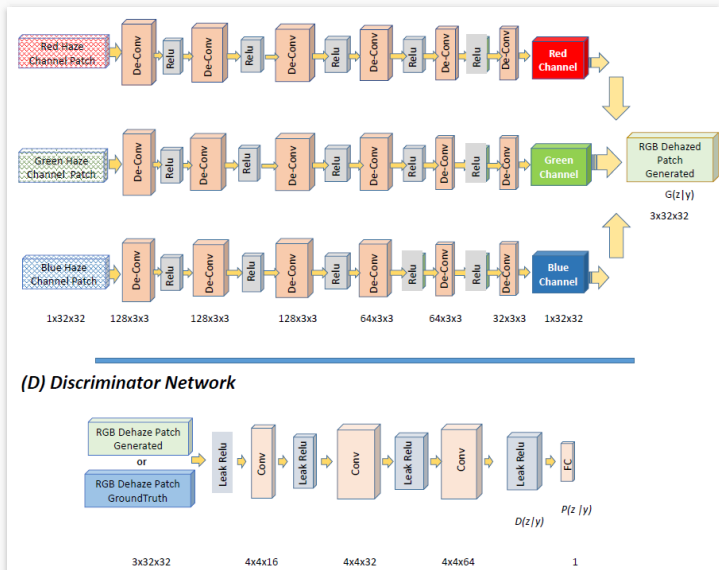 Red Haze
Channel Patch
De-Conv
Relu
De-Conv
Relu
De-Conv
Relu
De-Conv
Relu
De-Conv
Relu
De-Conv
Red
Channel
Green Haze
Channel Patch
De-Conv
Relu
De-Conv
Relu
De-Conv
Relu
De-Conv
Relu
De-Conv
Relu
De-Conv
Green
Channel
RGB Dehazed
Patch
Generated
G(z|y)
3x32x32
Blue Haze
Channel Patch
De-Conv
Relu
De-Conv
Relu
De-Conv
Relu
De-Conv
Relu
De-Conv
Relu
De-Conv
Blue
Channel
1x32x32 128x3x3 128x3x3 128x3x3 64x3x3 64x3x3 32x3x3 1x32x32
(D) Discriminator Network
RGB Dehaze Patch
Generated
or
RGB Dehaze Patch
GroundTruth
Leak Relu
Conv
Leak Relu
Conv
Leak Relu
Conv
Leak Relu
FC
D(z|y)
P(z |y)
3x32x32 4x4x16 4x4x32 4x4x64 1